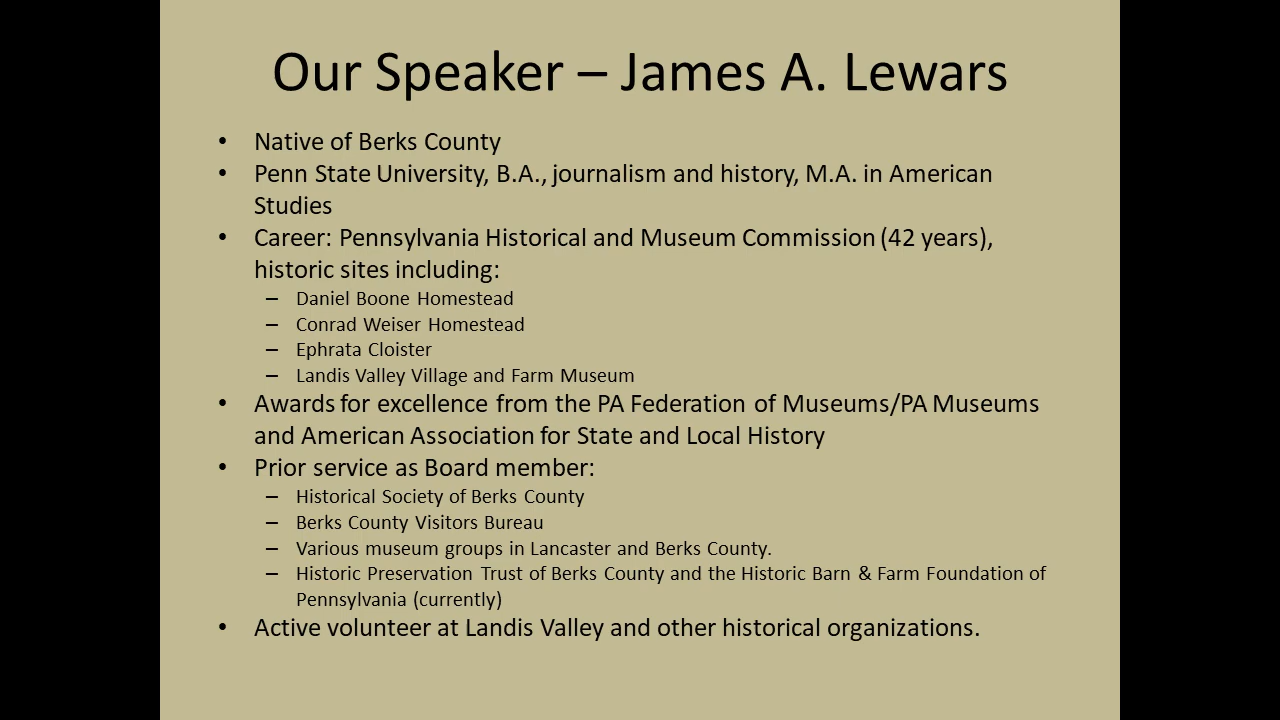 Our Speaker – James A. Lewars
• Native of Berks County
• Penn State University, B.A., journalism and history, M.A. in American
Studies
• Career: Pennsylvania Historical and Museum Commission (42 years),
historic sites including:
– Daniel Boone Homestead
– Conrad Weiser Homestead
– Ephrata Cloister
– Landis Valley Village and Farm Museum
• Awards for excellence from the PA Federation of Museums/PA Museums
and American Association for State and Local History
• Prior service as Board member:
– Historical Society of Berks County
– Berks County Visitors Bureau
– Various museum groups in Lancaster and Berks County.
– Historic Preservation Trust of Berks County and the Historic Barn & Farm Foundation of
Pennsylvania (currently)
• Active volunteer at Landis Valley and other historical organizations.